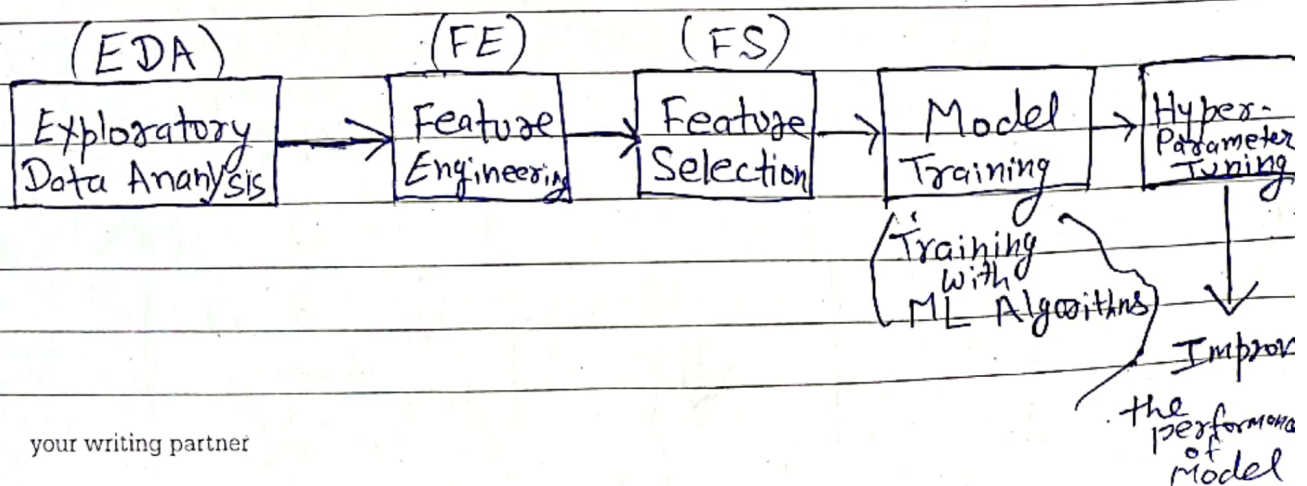 (EDA)
(FE)
(FS)
Exploratory
Data Ananysis
Feature
Engineering
Feature
Selection
Model
Training
Hyper-
Parameter
Tuning
(Training
with
ML Algorithms)
Improv
the
performanc
of
Model
your writing partner